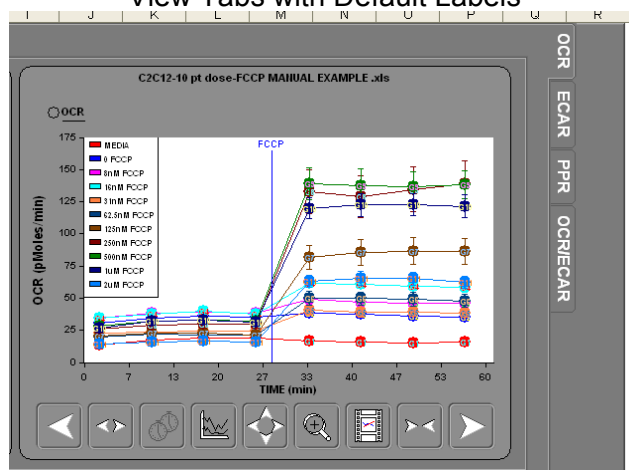 View Tabs with Default Labels
I J K L M N O P Q R
C2C12-10 pt dose-FCCP MANUAL EXAMPLE .xls
OCR
175
150
125
100
75
50
25
0
OCR (pMoles/min)
MEDIA
0 FCCP
8nM FCCP
16nM FCCP
31nM FCCP
62.5nM FCCP
125nM FCCP
250nM FCCP
500nM FCCP
1uM FCCP
2uM FCCP
FCCP
0 7 13 20 27 33 40 47 53 60
TIME (min)
OCR
ECAR
PPR
OCR/ECAR